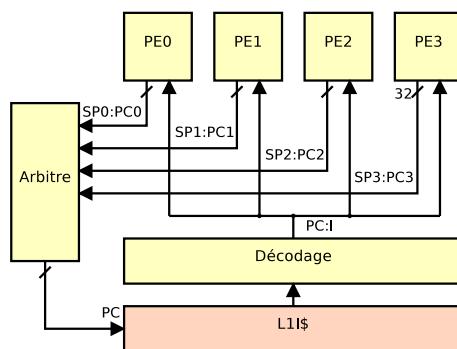 PE0
PE1
PE2
PE3
32
SP0:PC0
SP1:PC1
SP2:PC2
SP3:PC3
Arbitre
PC:I
Décodage
PC
L1I$